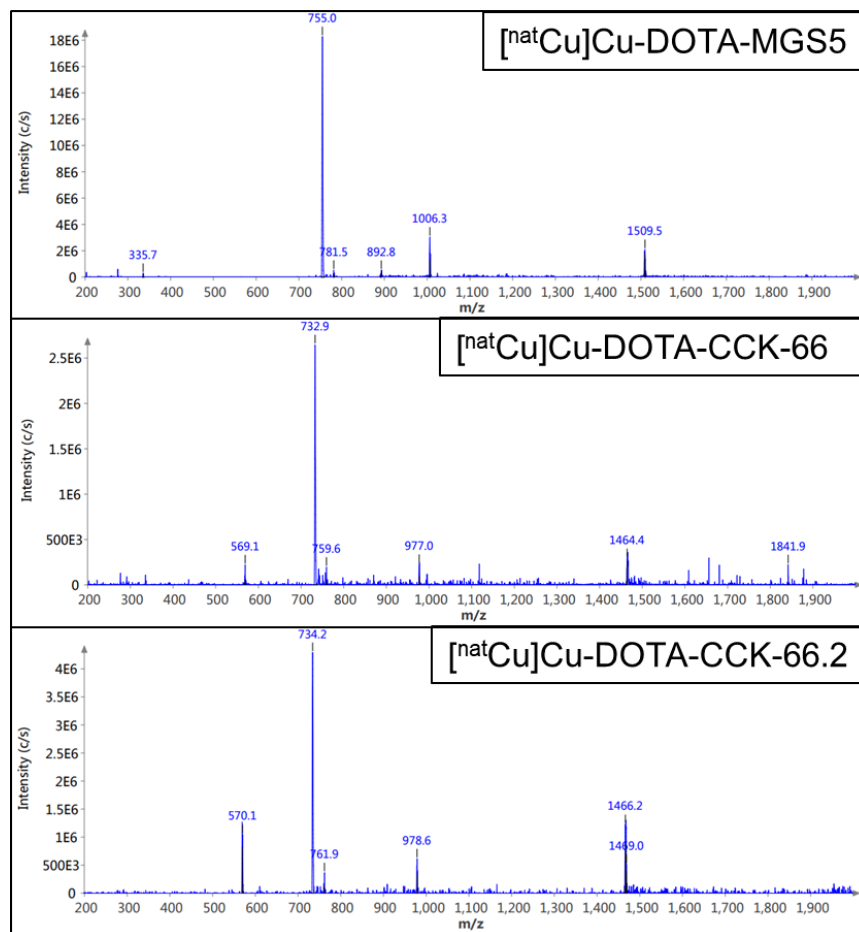 [natCu]Cu-DOTA-MGS5
Intensity (c/s)
18E6
16E6
14E6
12E6
10E6
8E6
6E6
4E6
2E6
0
755.0
335.7
781.5
892.8
1006.3
1509.5
200 300 400 500 600 700 800 900 1,000 1,100 1,200 1,300 1,400 1,500 1,600 1,700 1,800 1,900
m/z
[natCu]Cu-DOTA-CCK-66
Intensity (c/s)
2.5E6
2E6
1.5E6
1E6
500E3
0
732.9
569.1
759.6
977.0
1464.4
1841.9
200 300 400 500 600 700 800 900 1,000 1,100 1,200 1,300 1,400 1,500 1,600 1,700 1,800 1,900
m/z
[natCu]Cu-DOTA-CCK-66.2
Intensity (c/s)
4E6
3.5E6
3E6
2.5E6
2E6
1.5E6
1E6
500E3
0
734.2
570.1
761.9
978.6
1466.2
1469.0
200 300 400 500 600 700 800 900 1,000 1,100 1,200 1,300 1,400 1,500 1,600 1,700 1,800 1,900
m/z